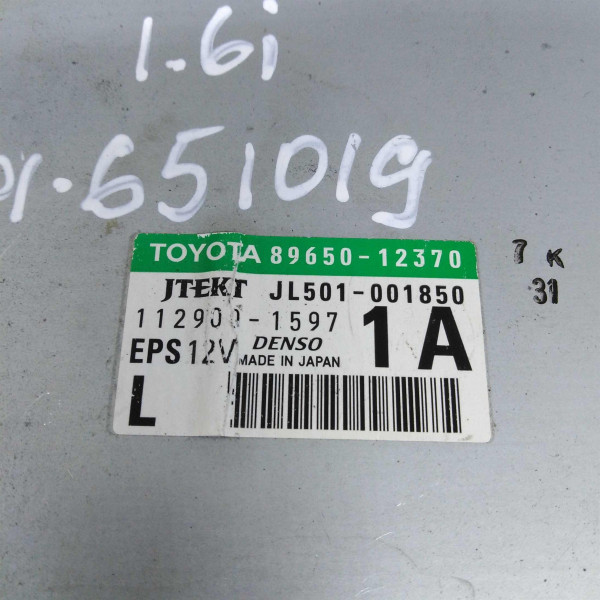 1.6i
651019
TOYOTA 89650-12370
JTEKT JL501-001850
112900-1597
1A
EPS12V DENSO
MADE IN JAPAN
L
7 K
31